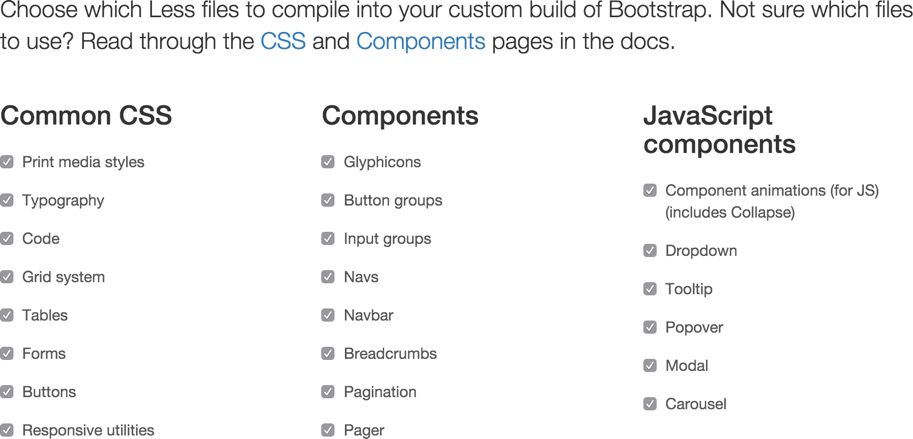 Choose which Less files to compile into your custom build of Bootstrap. Not sure which files
to use? Read through the CSS and Components pages in the docs.
Common CSS
Print media styles
Typography
Code
Grid system
Tables
Forms
Buttons
Responsive utilities
Components
Glyphicons
Button groups
Input groups
Navs
Navbar
Breadcrumbs
Pagination
Pager
JavaScript
components
Component animations (for JS)
(includes Collapse)
Dropdown
Tooltip
Popover
Modal
Carousel